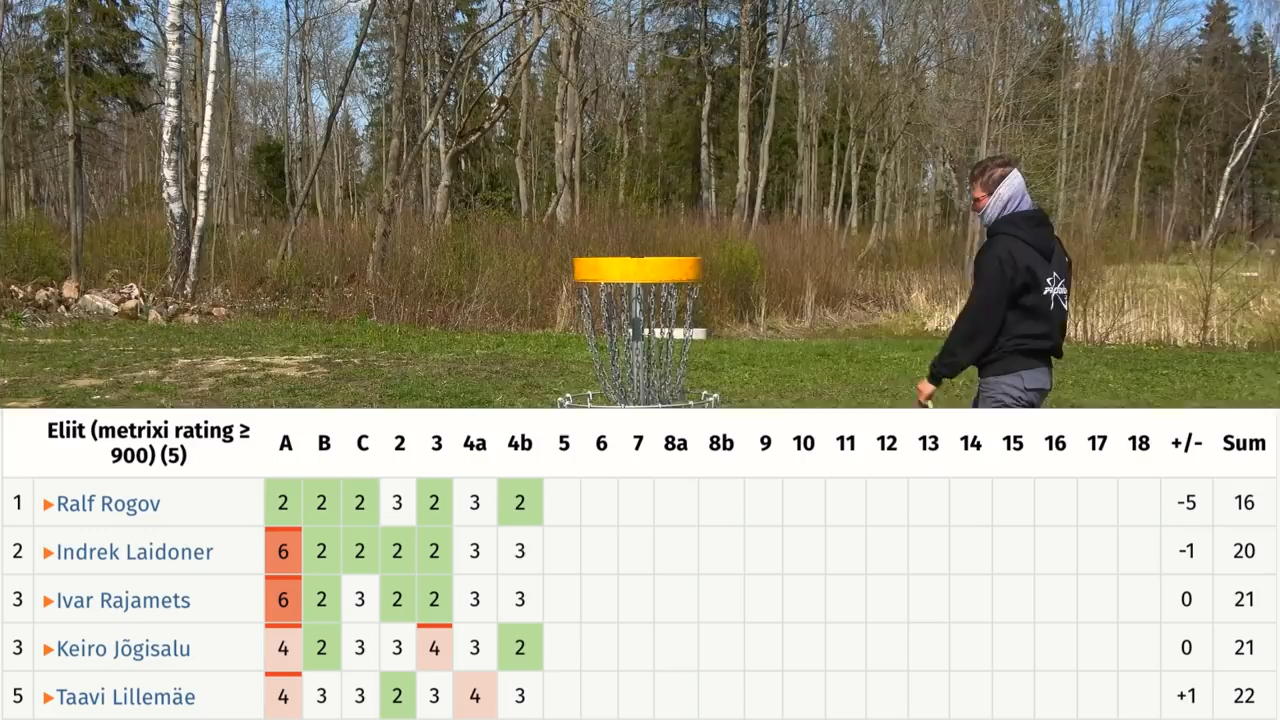 Eliit (metrixi rating ≥ 900) (5) A B C 2 3 4a 4b 5 6 7 8a 8b 9 10 11 12 13 14 15 16 17 18 +/- Sum
1 Ralf Rogov 2 2 2 3 2 3 2 -5 16
2 Indrek Laidoner 6 2 2 2 2 3 3 -1 20
3 Ivar Rajamets 6 2 3 2 2 3 3 0 21
3 Keiro Jõgisalu 4 2 3 3 4 3 2 0 21
5 Taavi Lillemäe 4 3 3 2 3 4 3 +1 22